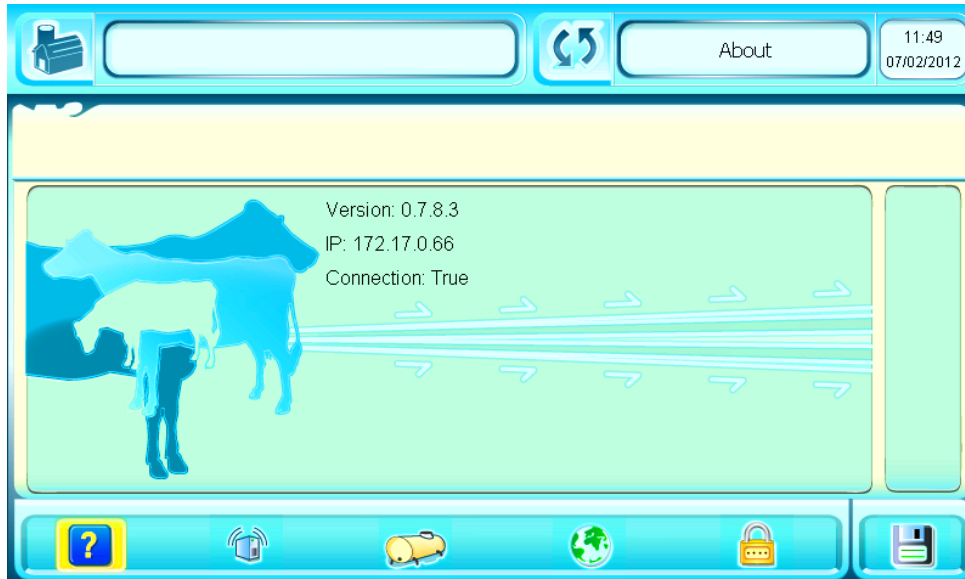 About
11:49
07/02/2012
Version: 0.7.8.3
IP: 172.17.0.66
Connection: True
?